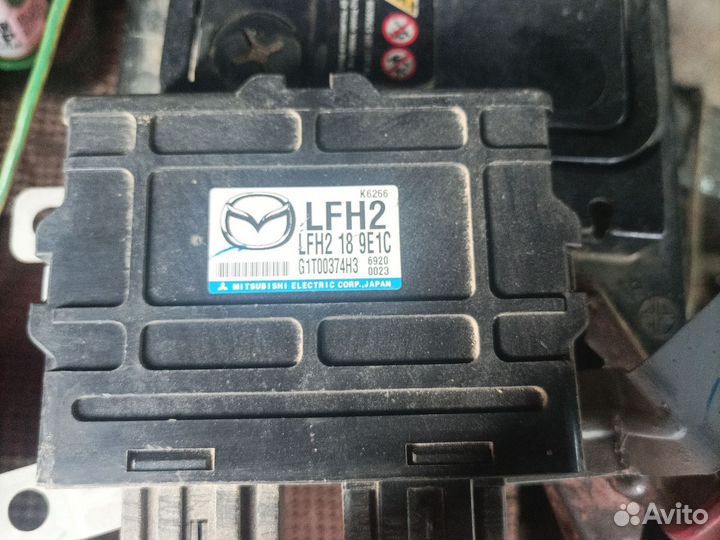 K6266
LFH2
LFH2 18 9E1C
G1T00374H3 6920
0023
MITSUBISHI ELECTRIC CORP., JAPAN
Avito